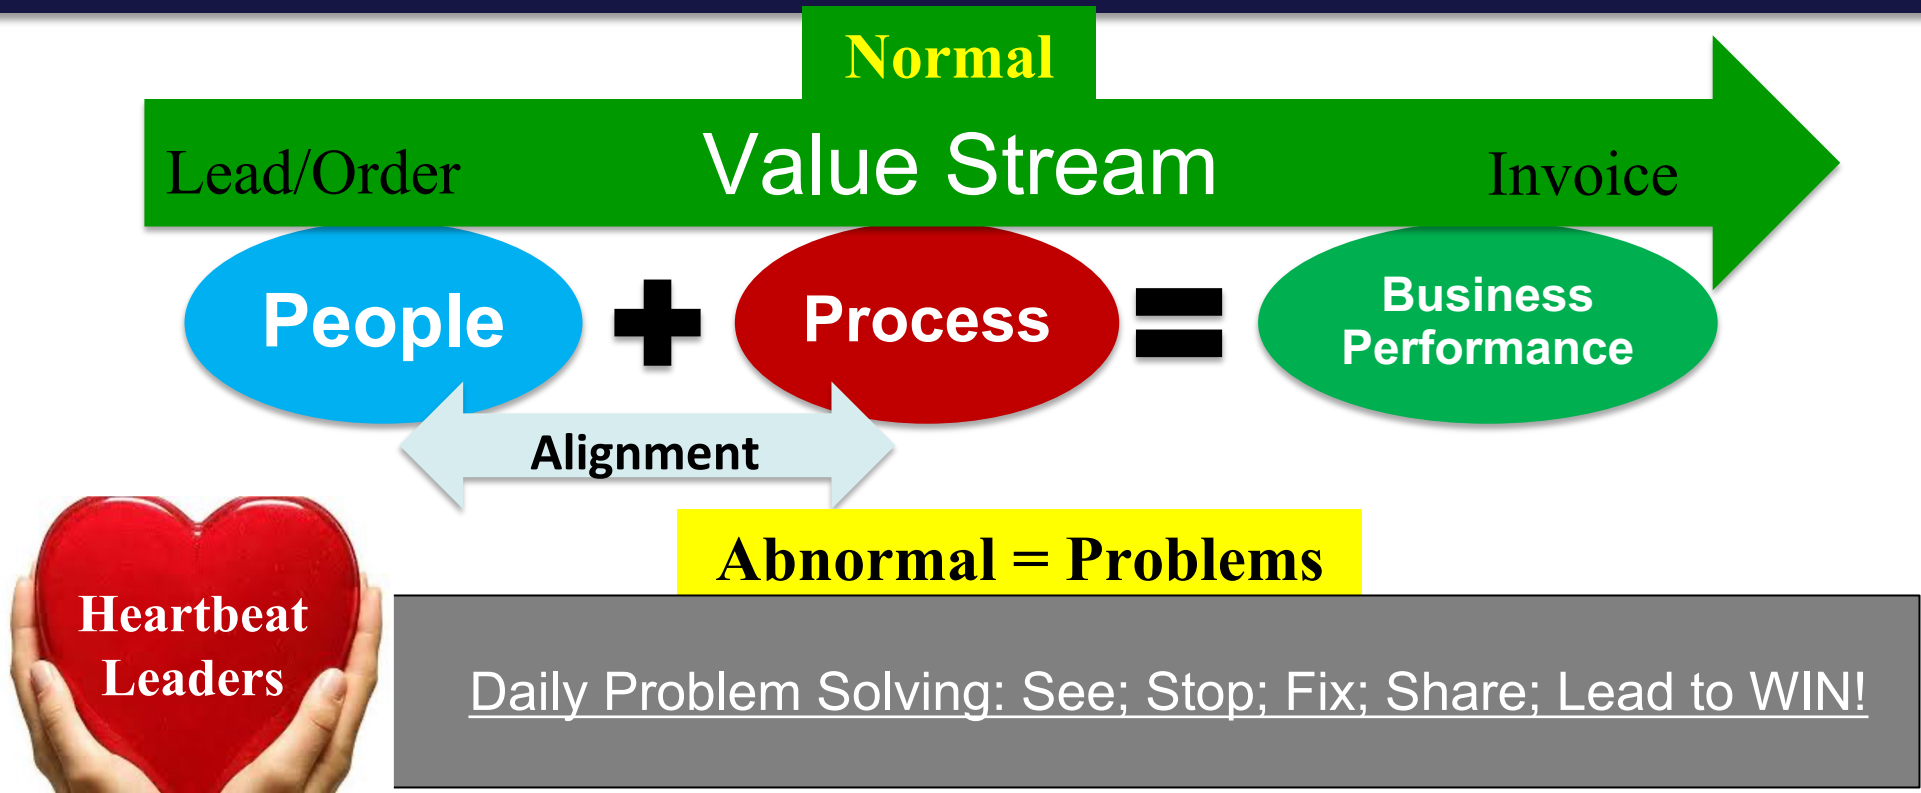 Normal
Lead/Order Value Stream Invoice
People + Process = Business
Performance
Alignment
Abnormal = Problems
Heartbeat
Leaders
Daily Problem Solving: See; Stop; Fix; Share; Lead to WIN!